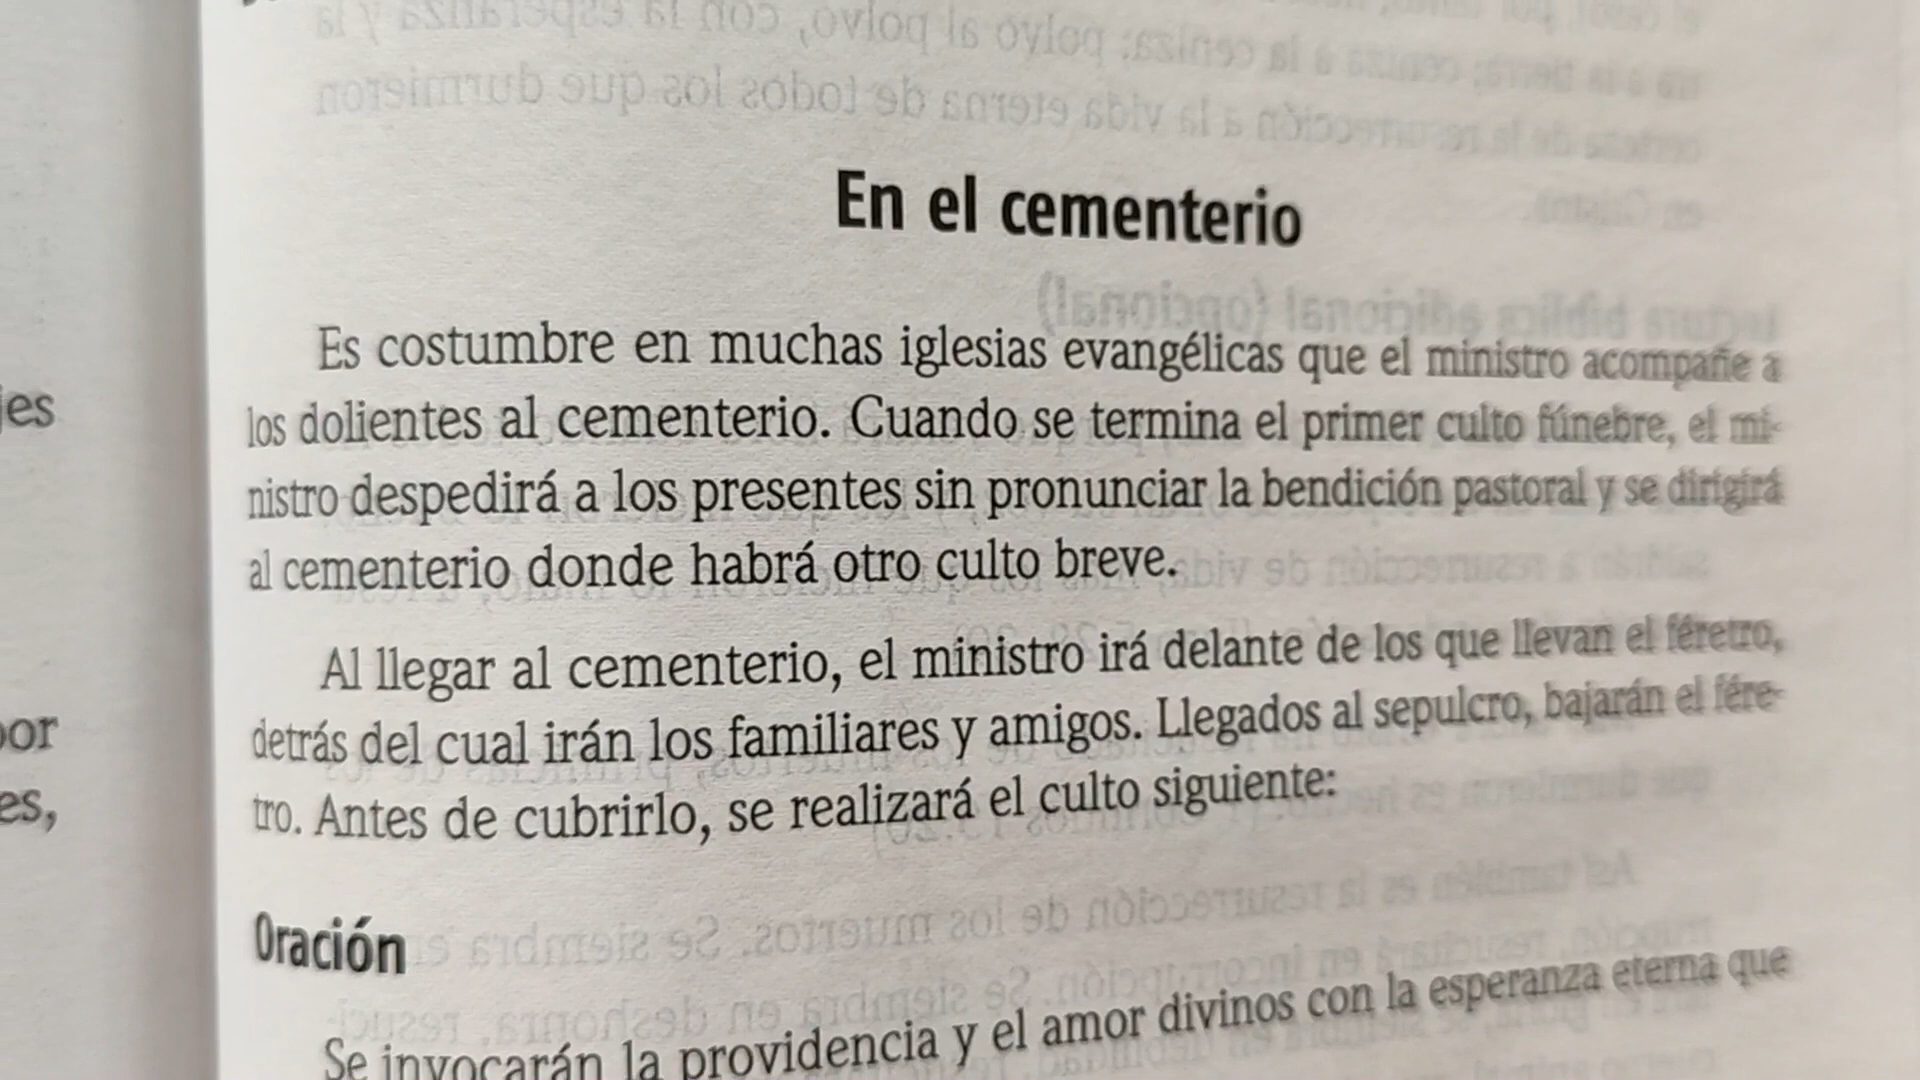 En el cementerio
Es costumbre en muchas iglesias evangélicas que el ministro acompañe a
los dolientes al cementerio. Cuando se termina el primer culto fúnebre, el mi-
nistro despedirá a los presentes sin pronunciar la bendición pastoral y se dirigirá
al cementerio donde habrá otro culto breve.
Al llegar al cementerio, el ministro irá delante de los que llevan el féretro,
detrás del cual irán los familiares y amigos. Llegados al sepulcro, bajarán el fére-
tro. Antes de cubrirlo, se realizará el culto siguiente:
Oración
Se invocarán la providencia y el amor divinos con la esperanza eterna que